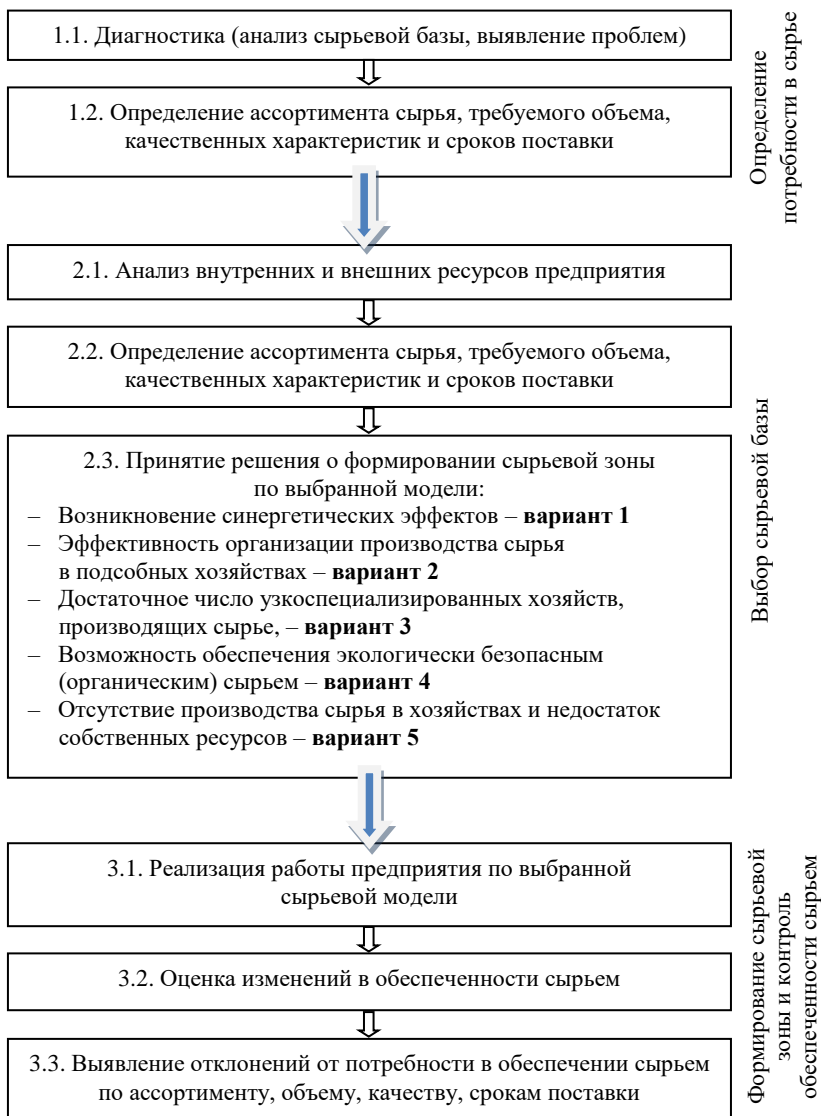 1.1. Диагностика (анализ сырьевой базы, выявление проблем)
1.2. Определение ассортимента сырья, требуемого объема,
качественных характеристик и сроков поставки
Определение
потребности в сырье
2.1. Анализ внутренних и внешних ресурсов предприятия
2.2. Определение ассортимента сырья, требуемого объема,
качественных характеристик и сроков поставки
2.3. Принятие решения о формировании сырьевой зоны
по выбранной модели:
– Возникновение синергетических эффектов – вариант 1
– Эффективность организации производства сырья
в подсобных хозяйствах – вариант 2
– Достаточное число узкоспециализированных хозяйств,
производящих сырье, – вариант 3
– Возможность обеспечения экологически безопасным
(органическим) сырьем – вариант 4
– Отсутствие производства сырья в хозяйствах и недостаток
собственных ресурсов – вариант 5
Выбор сырьевой базы
3.1. Реализация работы предприятия по выбранной
сырьевой модели
3.2. Оценка изменений в обеспеченности сырьем
3.3. Выявление отклонений от потребности в обеспечении сырьем
по ассортименту, объему, качеству, срокам поставки
Формирование сырьевой
зоны и контроль
обеспеченности сырьем